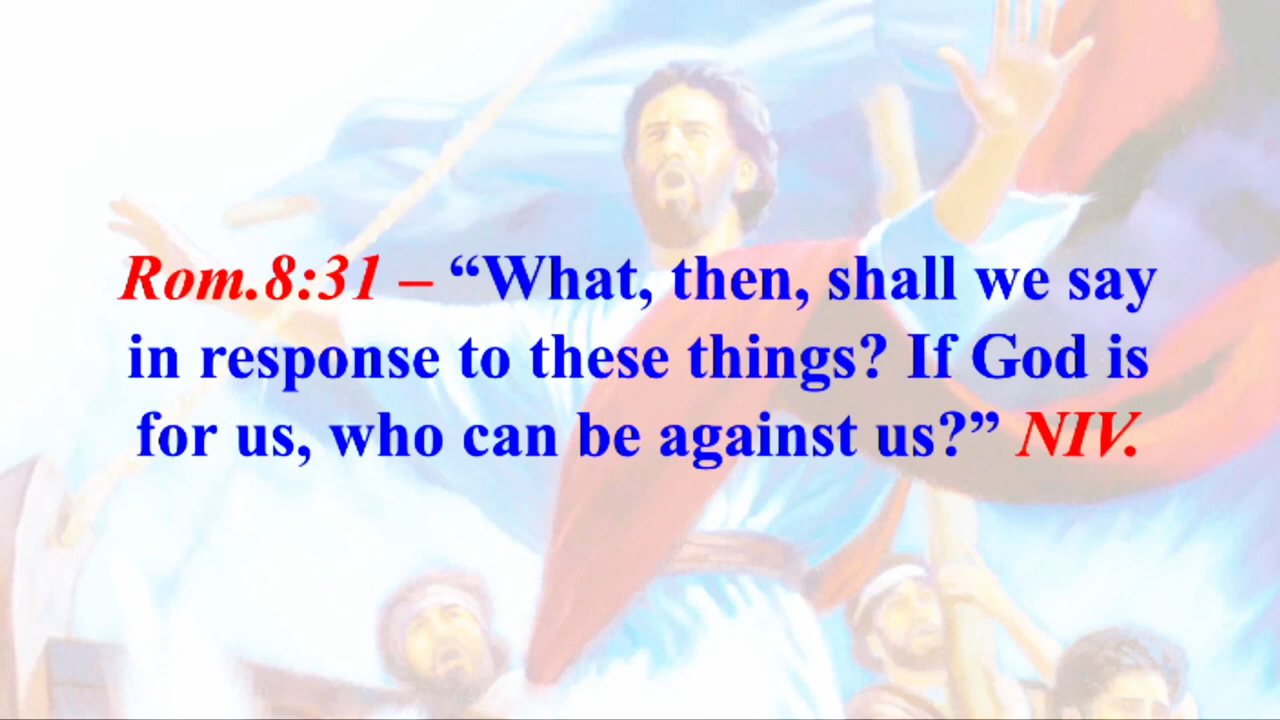 Rom.8:31 – “What, then, shall we say
in response to these things? If God is
for us, who can be against us?” NIV.